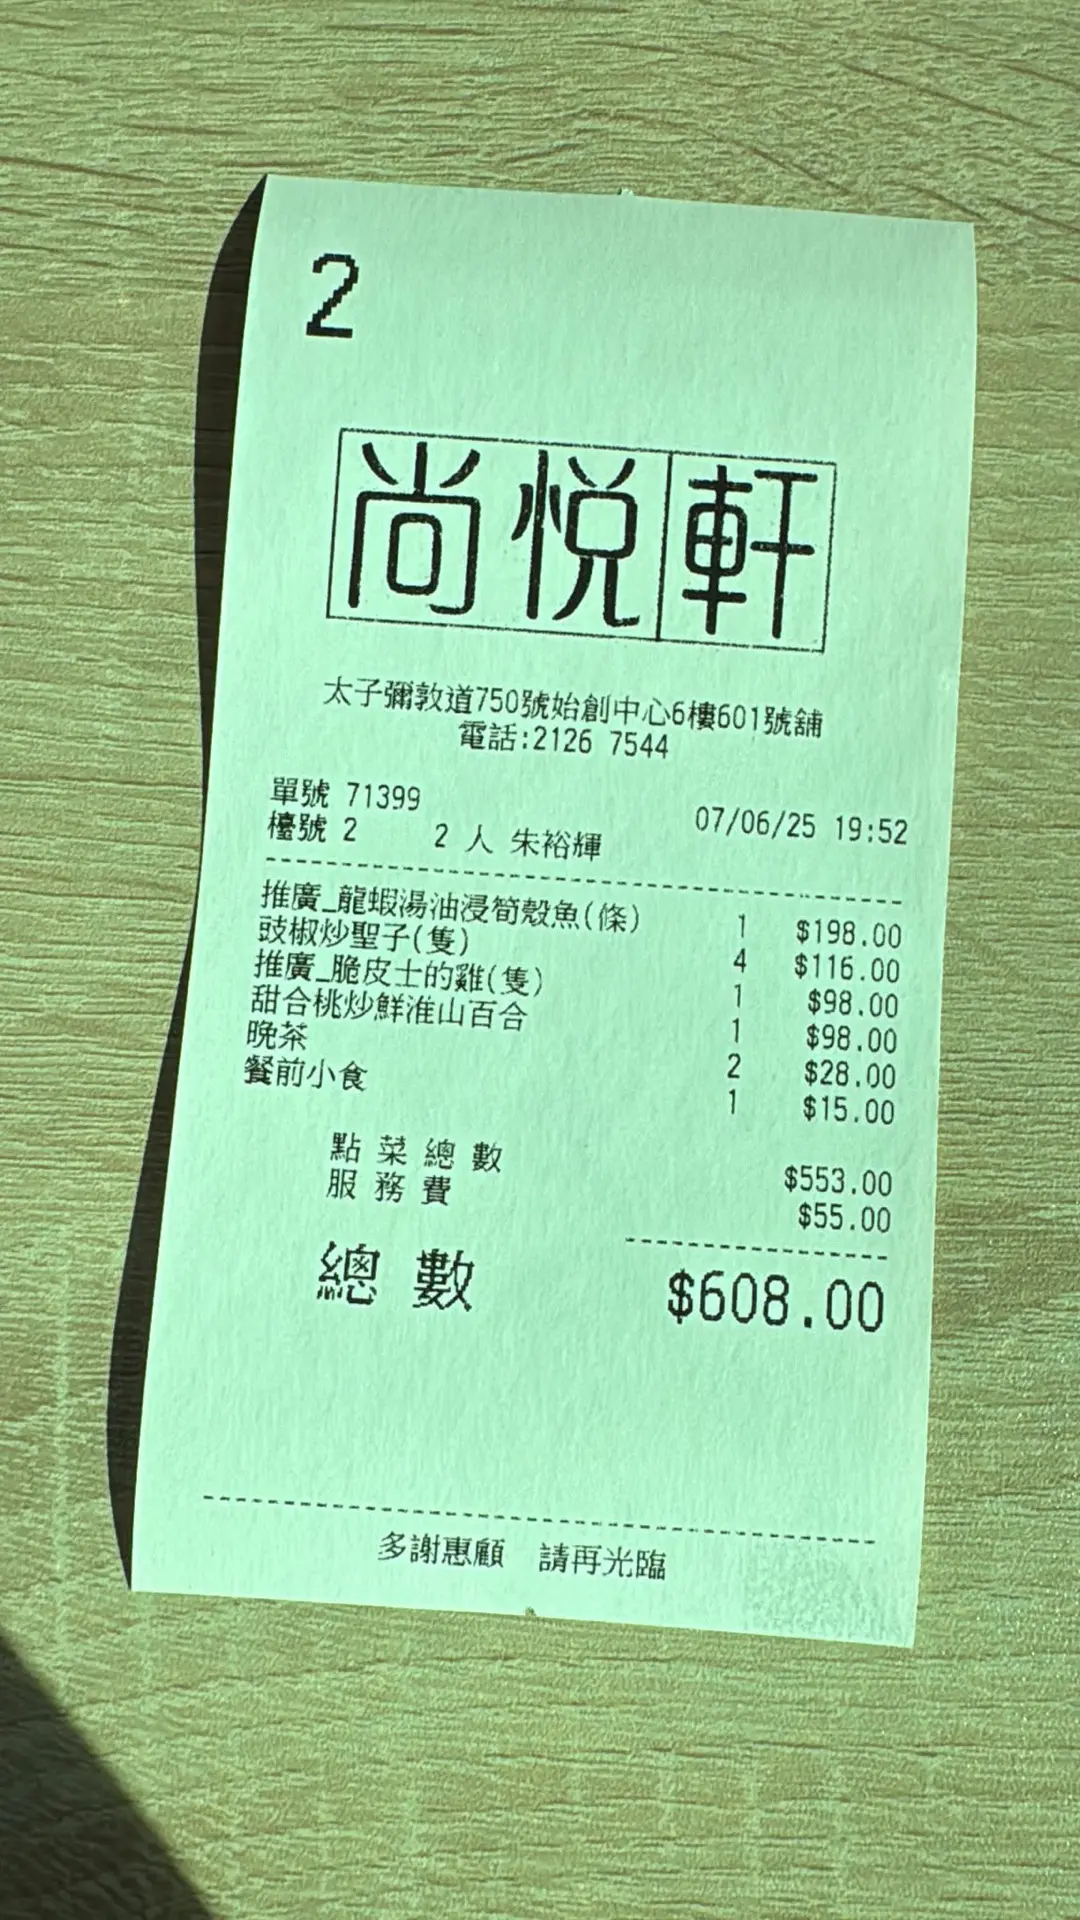 2
尚悅軒
太子彌敦道750號始創中心6樓601號舖
電話:2126 7544
單號 71399 07/06/25 19:52
檯號 2 2 人 朱裕輝
推廣_龍蝦湯油浸筍殼魚(條) 1 $198.00
豉椒炒聖子(隻) 4 $116.00
推廣_脆皮士的雞(隻) 1 $98.00
甜合桃炒鮮淮山百合 1 $98.00
晚茶 2 $28.00
餐前小食 1 $15.00
點菜總數 $553.00
服務費 $55.00
總數 $608.00
多謝惠顧 請再光臨